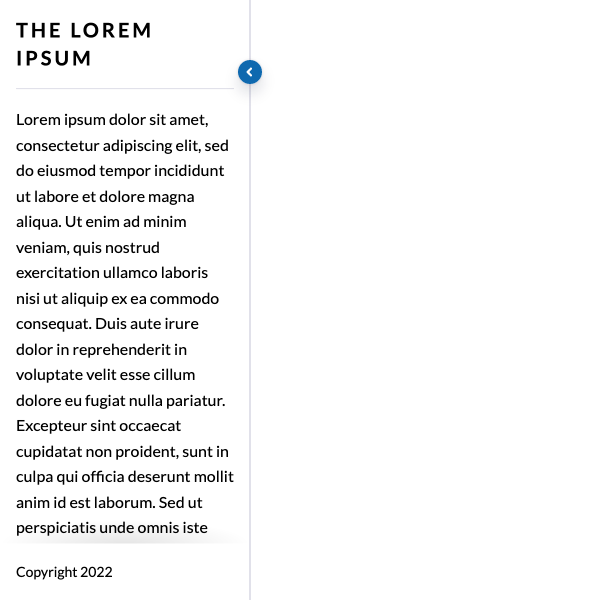 THE LOREM
IPSUM
Lorem ipsum dolor sit amet,
consectetur adipiscing elit, sed
do eiusmod tempor incididunt
ut labore et dolore magna
aliqua. Ut enim ad minim
veniam, quis nostrud
exercitation ullamco laboris
nisi ut aliquip ex ea commodo
consequat. Duis aute irure
dolor in reprehenderit in
voluptate velit esse cillum
dolore eu fugiat nulla pariatur.
Excepteur sint occaecat
cupidatat non proident, sunt in
culpa qui officia deserunt mollit
anim id est laborum. Sed ut
perspiciatis unde omnis iste
Copyright 2022